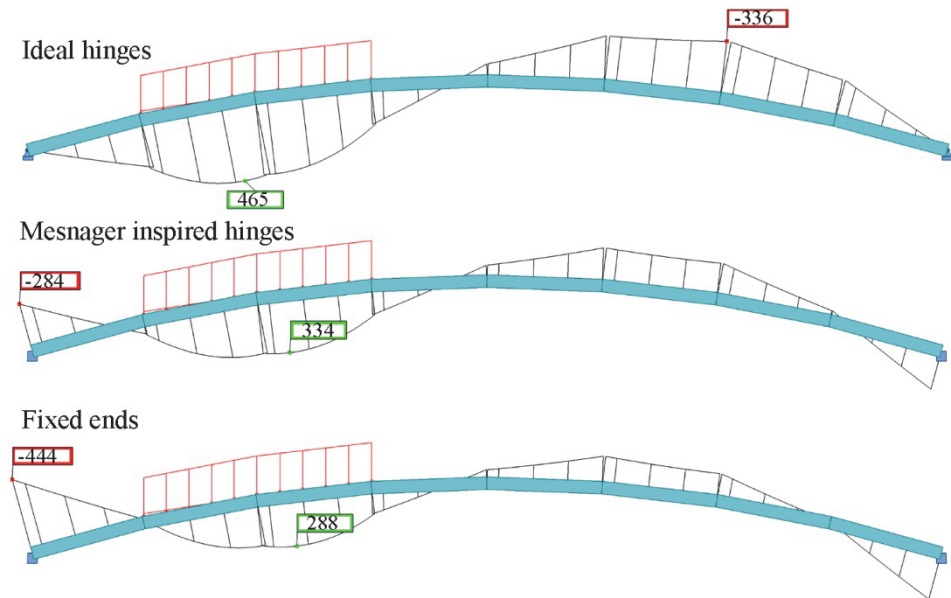 -336
Ideal hinges
465
Mesnager inspired hinges
-284
334
Fixed ends
-444
288